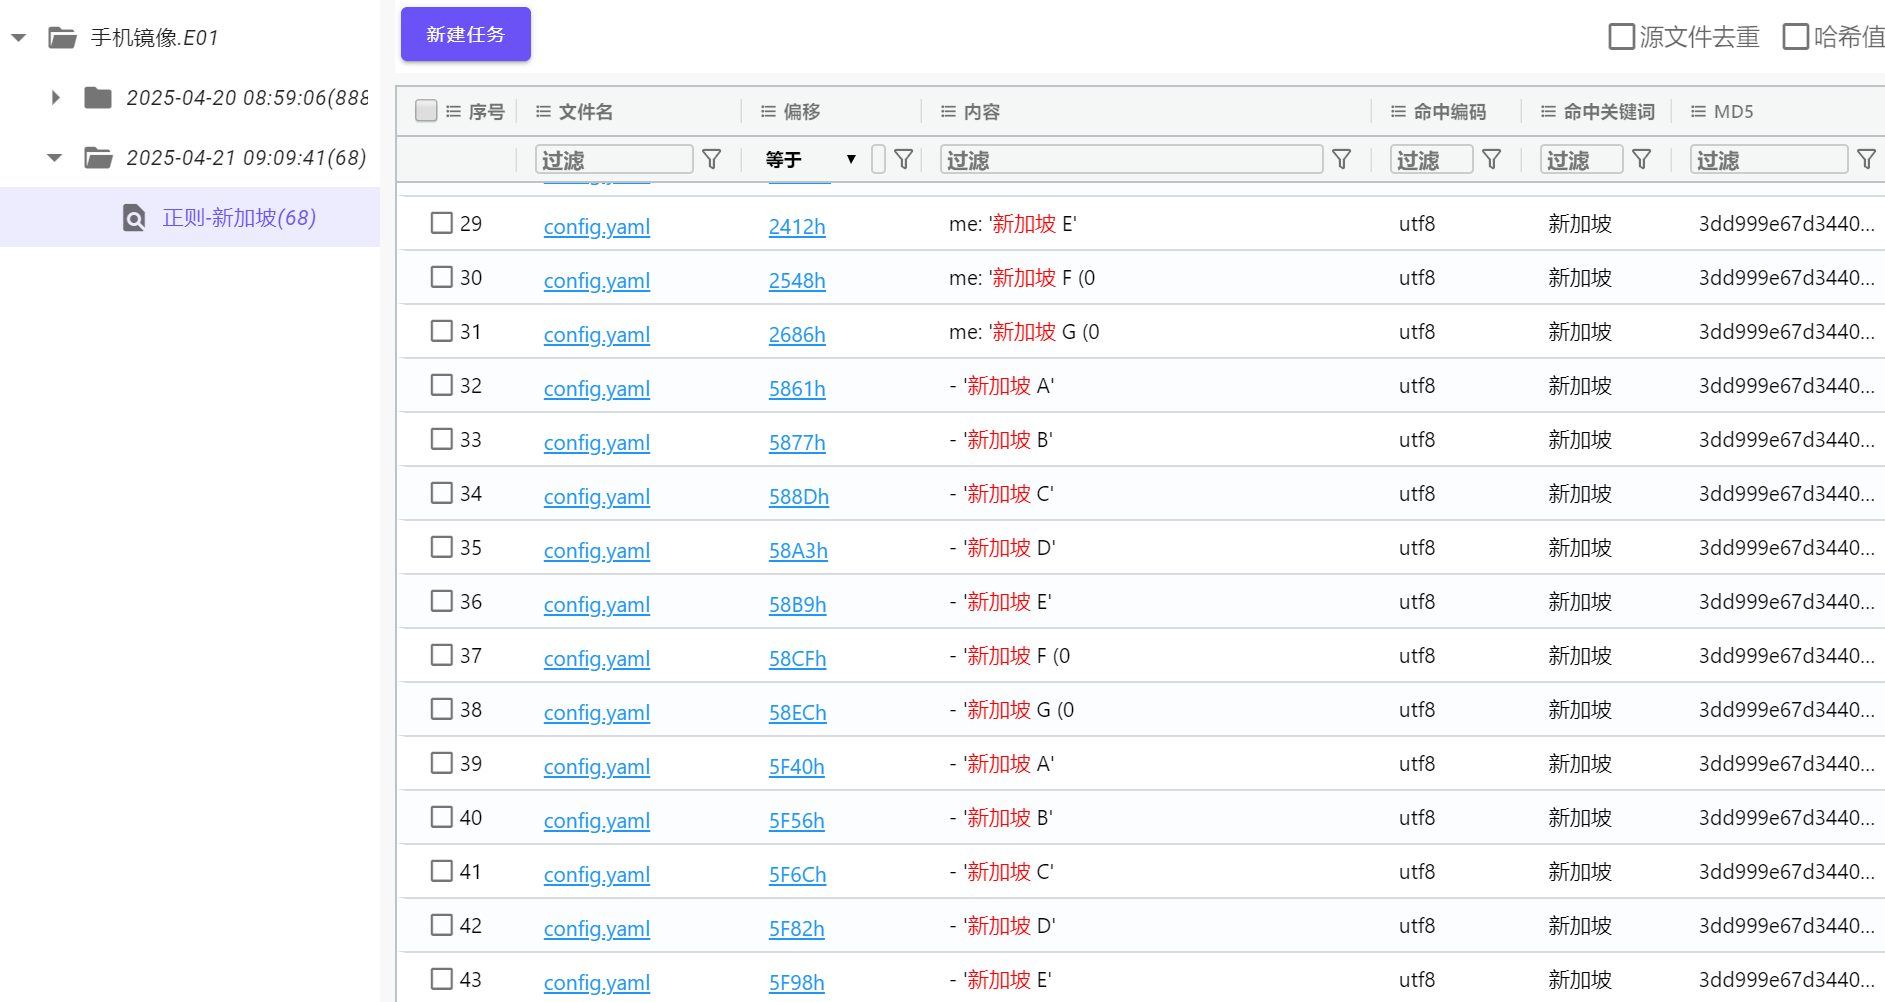 手机镜像.E01
2025-04-20 08:59:06(888
2025-04-21 09:09:41(68)
正则-新加坡(68)
新建任务
源文件去重 哈希值
序号 文件名 偏移 内容 命中编码 命中关键词 MD5
过滤 等于 过滤 过滤 过滤 过滤
29 config.yaml 2412h me: '新加坡 E' utf8 新加坡 3dd999e67d3440...
30 config.yaml 2548h me: '新加坡 F (0 utf8 新加坡 3dd999e67d3440...
31 config.yaml 2686h me: '新加坡 G (0 utf8 新加坡 3dd999e67d3440...
32 config.yaml 5861h - '新加坡 A' utf8 新加坡 3dd999e67d3440...
33 config.yaml 5877h - '新加坡 B' utf8 新加坡 3dd999e67d3440...
34 config.yaml 588Dh - '新加坡 C' utf8 新加坡 3dd999e67d3440...
35 config.yaml 58A3h - '新加坡 D' utf8 新加坡 3dd999e67d3440...
36 config.yaml 58B9h - '新加坡 E' utf8 新加坡 3dd999e67d3440...
37 config.yaml 58CFh - '新加坡 F (0 utf8 新加坡 3dd999e67d3440...
38 config.yaml 58ECh - '新加坡 G (0 utf8 新加坡 3dd999e67d3440...
39 config.yaml 5F40h - '新加坡 A' utf8 新加坡 3dd999e67d3440...
40 config.yaml 5F56h - '新加坡 B' utf8 新加坡 3dd999e67d3440...
41 config.yaml 5F6Ch - '新加坡 C' utf8 新加坡 3dd999e67d3440...
42 config.yaml 5F82h - '新加坡 D' utf8 新加坡 3dd999e67d3440...
43 config.yaml 5F98h - '新加坡 E' utf8 新加坡 3dd999e67d3440...